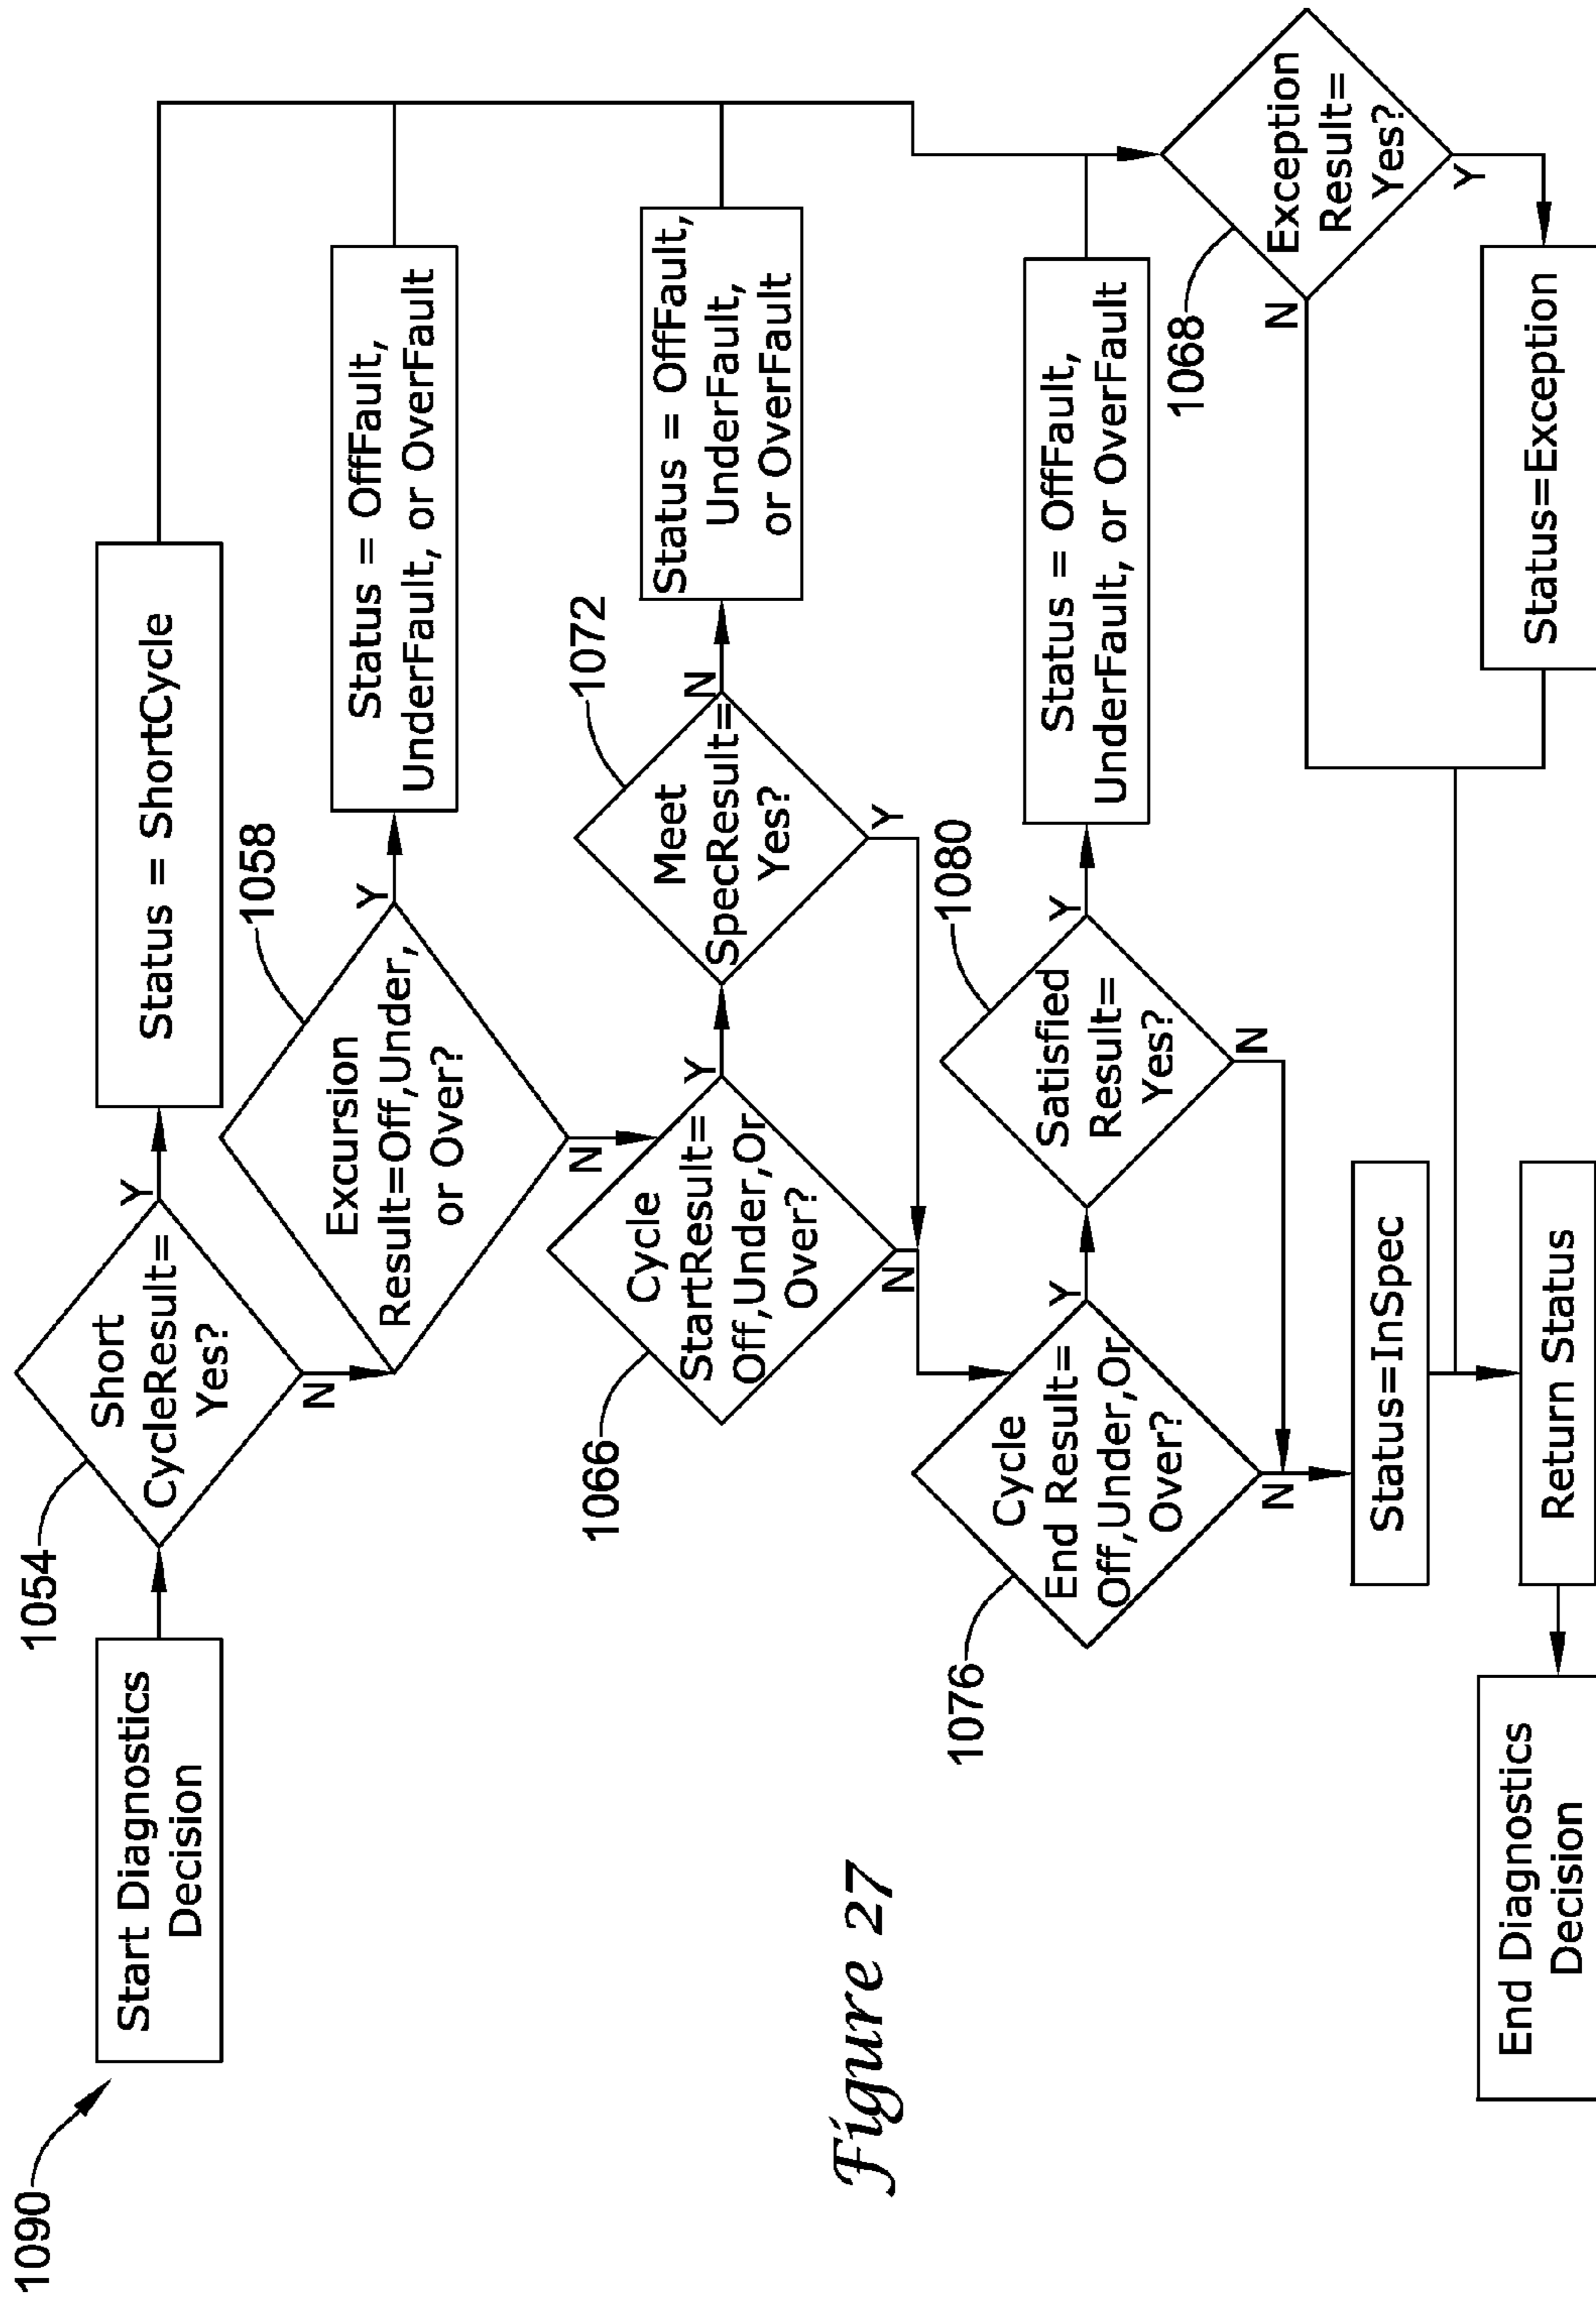 1090
Start Diagnostics
Decision
1054
Short
CycleResult=
Yes?
Y
N
Status = ShortCycle
1058
Excursion
Result=Off,Under,
or Over?
Y
N
Status = OffFault,
UnderFault, or OverFault
1066
Cycle
StartResult=
Off,Under,Or
Over?
Y
N
1072
Meet
SpecResult=
Yes?
N
Y
Status = OffFault,
UnderFault,
or OverFault
1076
Cycle
End Result=
Off,Under,Or
Over?
Y
N
1080
Satisfied
Result=
Yes?
Y
N
Status = OffFault,
UnderFault, or OverFault
1068
Exception
Result=
Yes?
N
Y
Status=InSpec
Status=Exception
Return Status
End Diagnostics
Decision
Figure 27